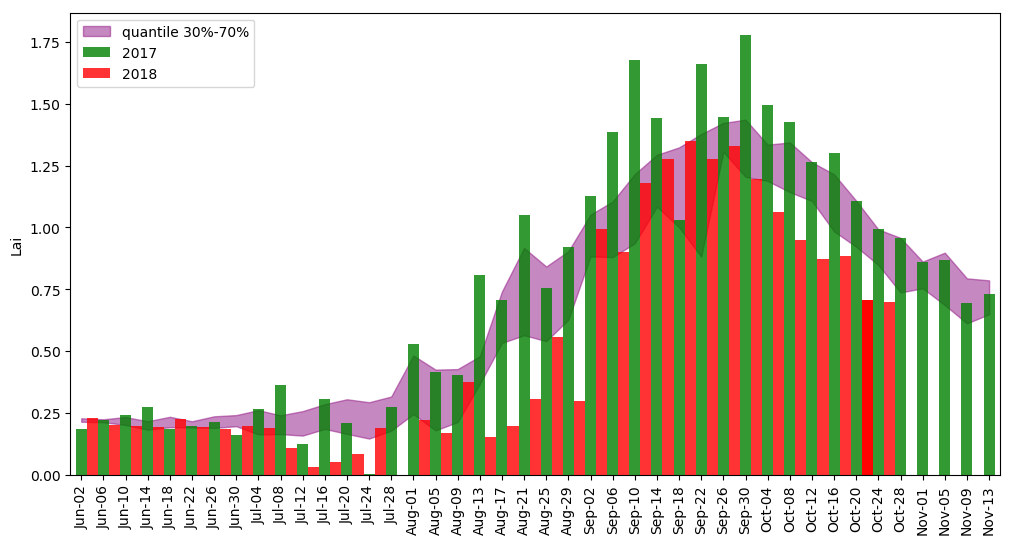 quantile 30%-70%
2017
2018
Lai
1.75
1.50
1.25
1.00
0.75
0.50
0.25
0.00
Jun-02
Jun-06
Jun-10
Jun-14
Jun-18
Jun-22
Jun-26
Jun-30
Jul-04
Jul-08
Jul-12
Jul-16
Jul-20
Jul-24
Jul-28
Aug-01
Aug-05
Aug-09
Aug-13
Aug-17
Aug-21
Aug-25
Aug-29
Sep-02
Sep-06
Sep-10
Sep-14
Sep-18
Sep-22
Sep-26
Sep-30
Oct-04
Oct-08
Oct-12
Oct-16
Oct-20
Oct-24
Oct-28
Nov-01
Nov-05
Nov-09
Nov-13